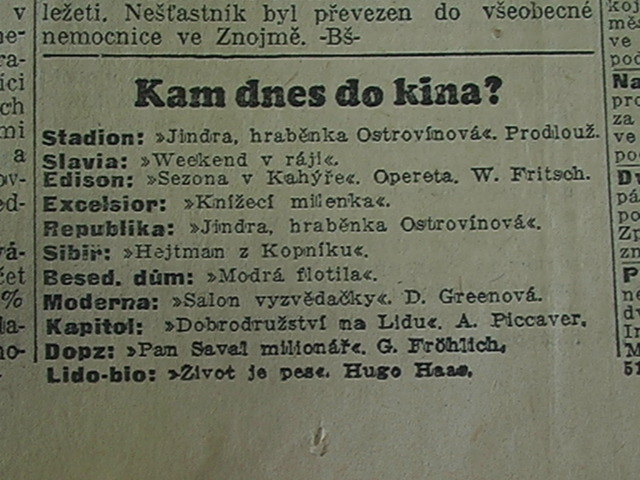 ležeti. Nešťastník byl převezen do všeobecné
nemocnice ve Znojmě. -Bš-
Kam dnes do kina?
Stadion: »Jindra, hraběnka Ostrovínová«. Prodlouž.
Slavia: »Weekend v ráji«.
Edison: »Sezona v Kahýře«. Opereta. W. Fritsch.
Excelsior: »Knížecí milenka«.
Republika: »Jindra, hraběnka Ostrovínová«.
Sibiř: »Hejtman z Kopníku«.
Besed. dům: »Modrá flotila«.
Moderna: »Salon vyzvědačky«. D. Greenová.
Kapitol: »Dobrodružství na Lidu«. A. Piccaver.
Dopz: »Pan Saval milionář«. G. Fröhlich.
Lido-bio: »Život je pes«. Hugo Haas.